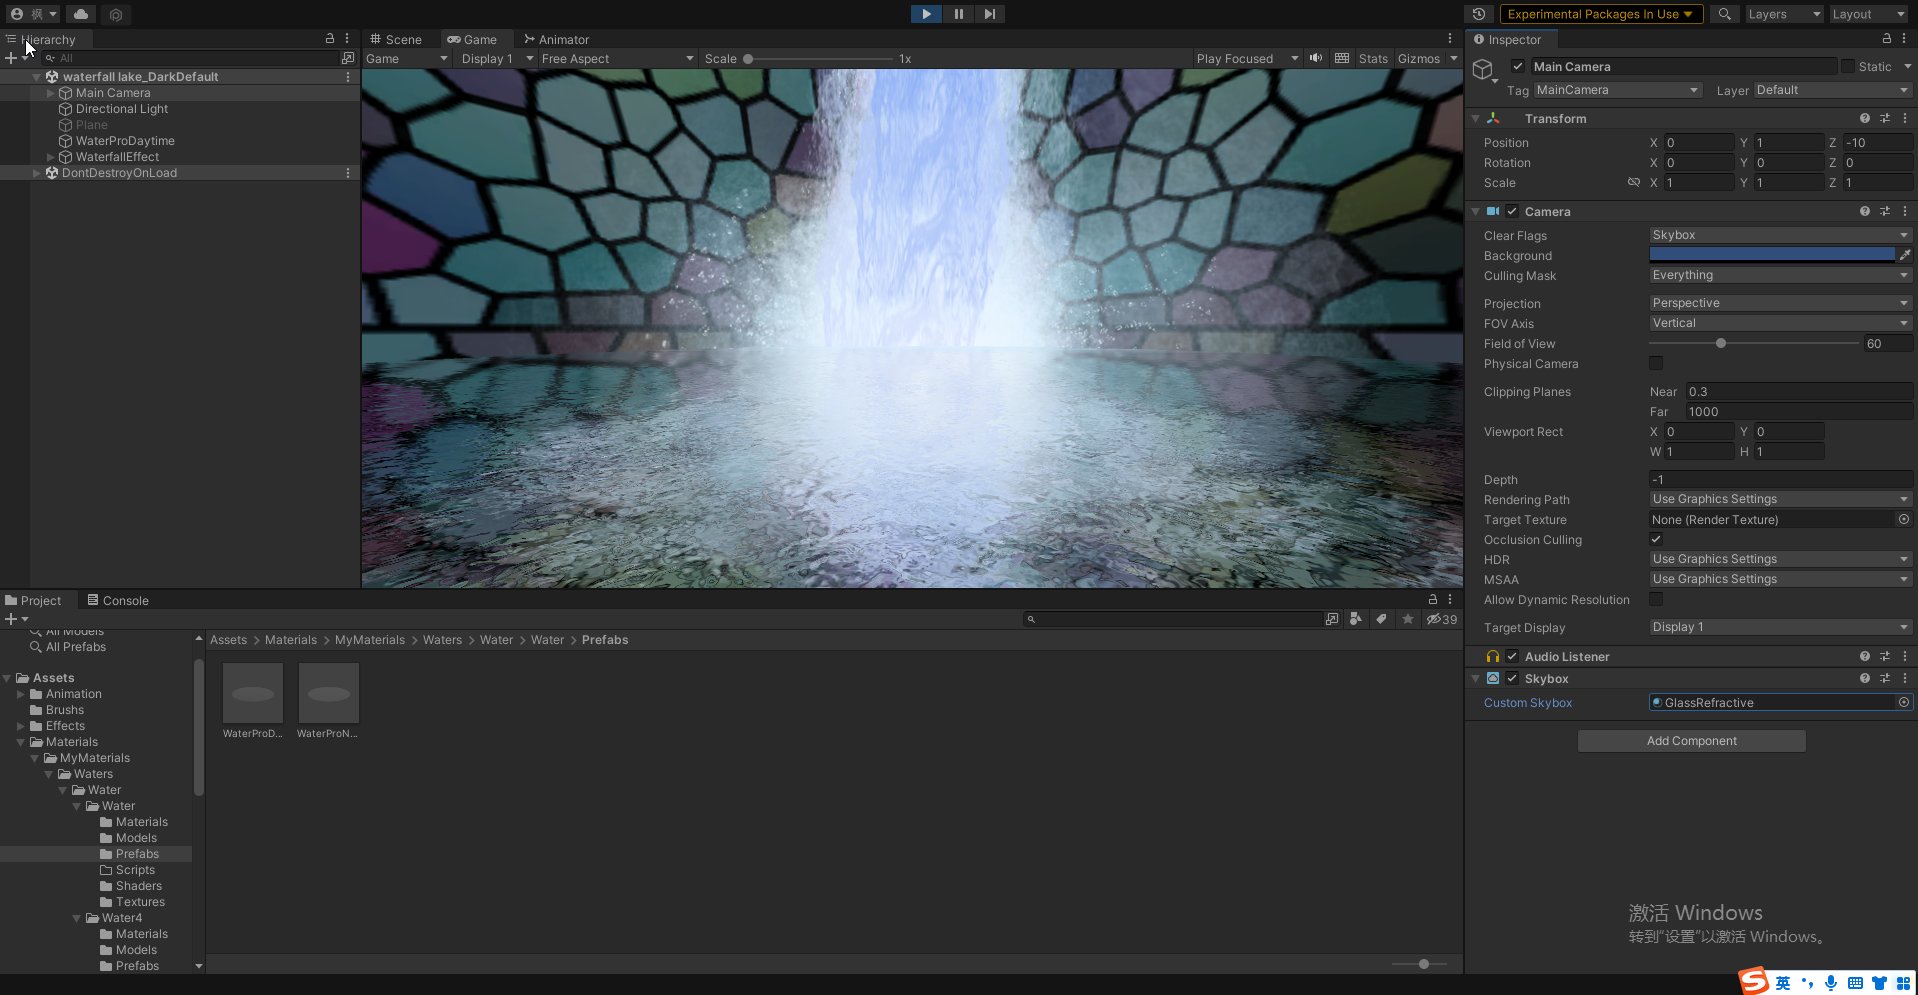 枫
Experimental Packages In Use
Layers
Layout
Hierarchy
Scene
Game
Animator
Inspector
All
Game
Display 1
Free Aspect
Scale
1x
Play Focused
Stats
Gizmos
waterfall lake_DarkDefault
Main Camera
Directional Light
Plane
WaterProDaytime
WaterfallEffect
DontDestroyOnLoad
Main Camera
Static
Tag MainCamera Layer Default
Transform
Position X 0 Y 1 Z -10
Rotation X 0 Y 0 Z 0
Scale X 1 Y 1 Z 1
Camera
Clear Flags Skybox
Background
Culling Mask Everything
Projection Perspective
FOV Axis Vertical
Field of View 60
Physical Camera
Clipping Planes Near 0.3
Far 1000
Viewport Rect X 0 Y 0
W 1 H 1
Depth -1
Rendering Path Use Graphics Settings
Target Texture None (Render Texture)
Occlusion Culling
HDR Use Graphics Settings
MSAA Use Graphics Settings
Allow Dynamic Resolution
Target Display Display 1
Audio Listener
Skybox
Custom Skybox GlassRefractive
Add Component
Project
Console
39
All Models
All Prefabs
Assets
Animation
Brushs
Effects
Materials
MyMaterials
Waters
Water
Water
Materials
Models
Prefabs
Scripts
Shaders
Textures
Water4
Materials
Models
Prefabs
Assets > Materials > MyMaterials > Waters > Water > Water > Prefabs
WaterProD...
WaterProN...
激活 Windows
转到“设置”以激活 Windows。
S 英